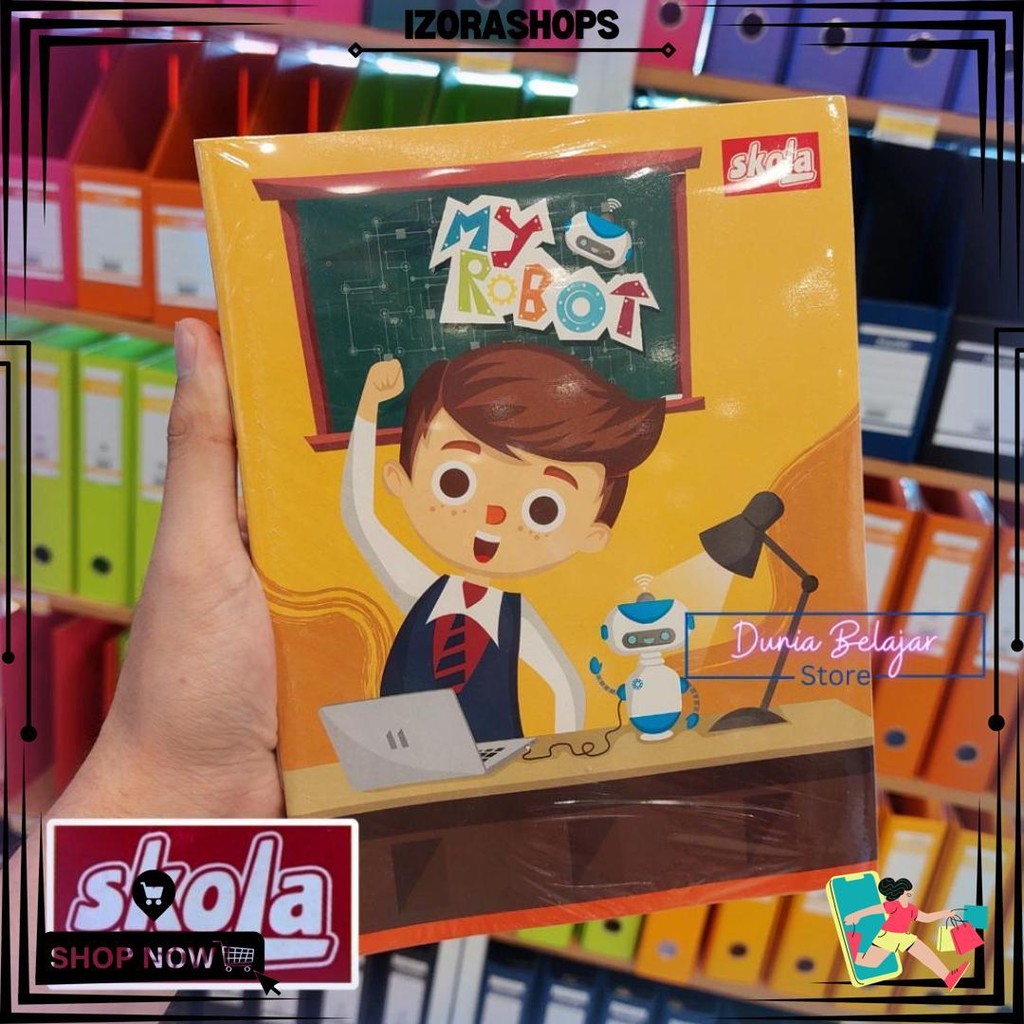 IZORASHOPS
skola
MY
ROBOT
Dunia Belajar
Store
skola
SHOP NOW